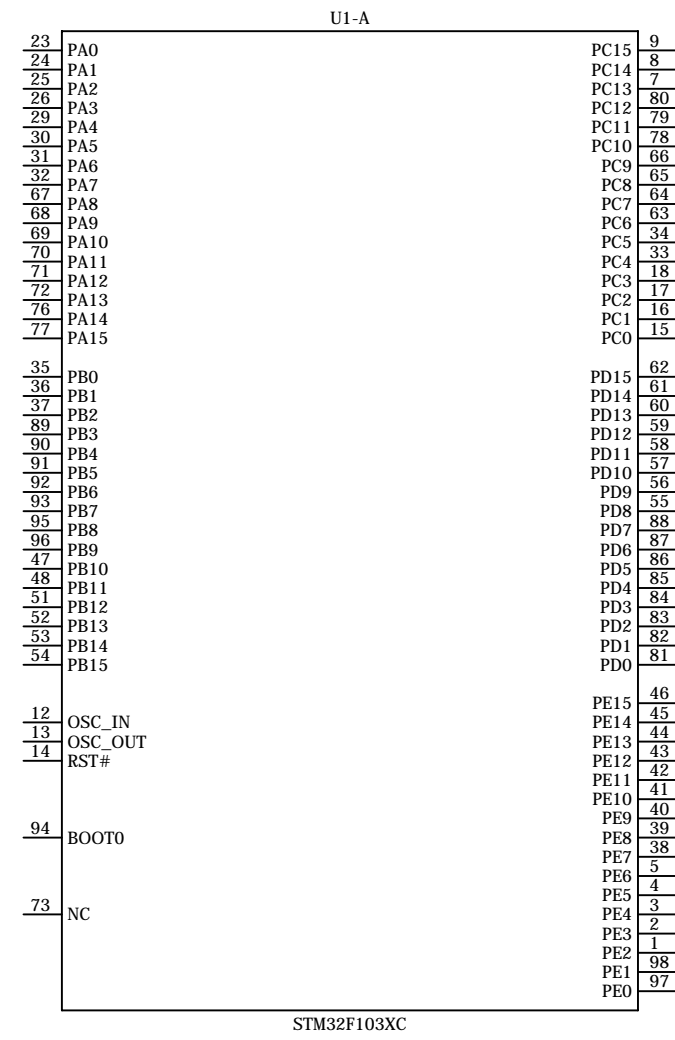 U1-A
23 PA0 PC15 9
24 PA1 PC14 8
25 PA2 PC13 7
26 PA3 PC12 80
29 PA4 PC11 79
30 PA5 PC10 78
31 PA6 PC9 66
32 PA7 PC8 65
67 PA8 PC7 64
68 PA9 PC6 63
69 PA10 PC5 34
70 PA11 PC4 33
71 PA12 PC3 18
72 PA13 PC2 17
76 PA14 PC1 16
77 PA15 PC0 15
35 PB0 PD15 62
36 PB1 PD14 61
37 PB2 PD13 60
89 PB3 PD12 59
90 PB4 PD11 58
91 PB5 PD10 57
92 PB6 PD9 56
93 PB7 PD8 55
95 PB8 PD7 88
96 PB9 PD6 87
47 PB10 PD5 86
48 PB11 PD4 85
51 PB12 PD3 84
52 PB13 PD2 83
53 PB14 PD1 82
54 PB15 PD0 81
PE15 46
12 OSC_IN PE14 45
13 OSC_OUT PE13 44
14 RST# PE12 43
PE11 42
PE10 41
PE9 40
94 BOOT0 PE8 39
PE7 38
PE6 5
PE5 4
73 NC PE4 3
PE3 2
PE2 1
PE1 98
PE0 97
STM32F103XC